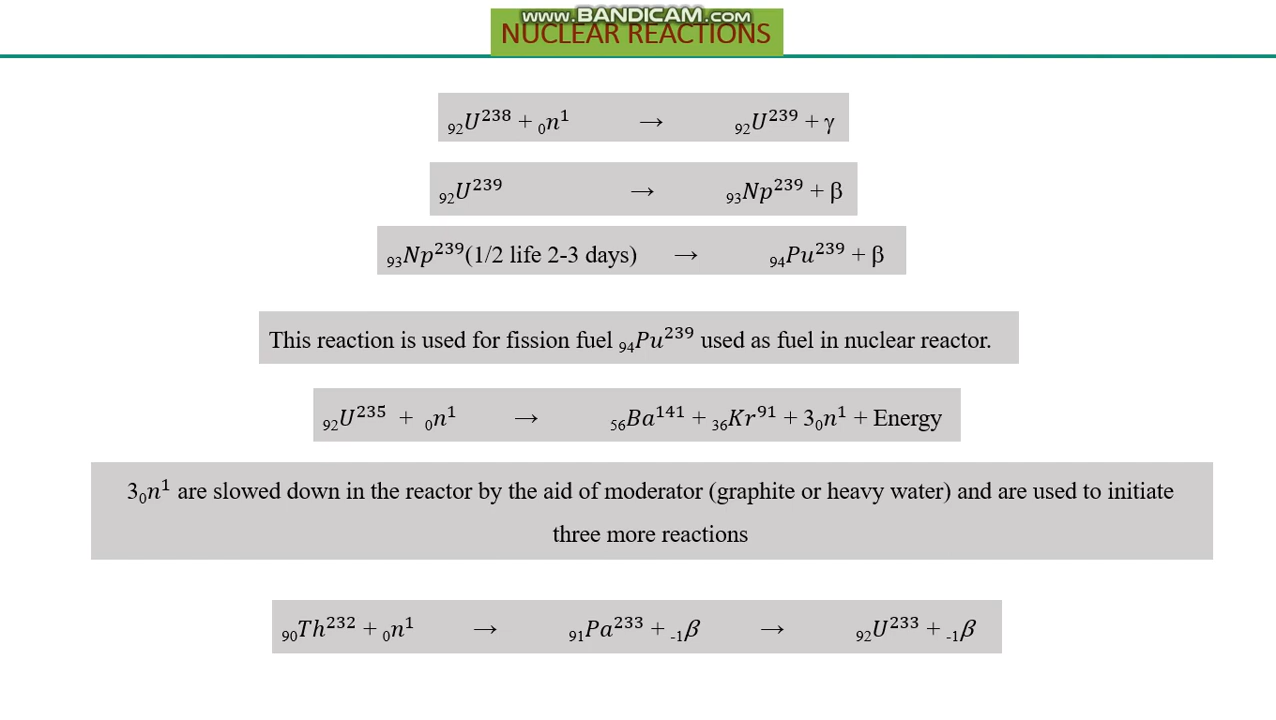 www.BANDICAM.com
NUCLEAR REACTIONS
₉₂U²³⁸ + ₀n¹ → ₉₂U²³⁹ + γ
₉₂U²³⁹ → ₉₃Np²³⁹ + β
₉₃Np²³⁹(1/2 life 2-3 days) → ₉₄Pu²³⁹ + β
This reaction is used for fission fuel ₉₄Pu²³⁹ used as fuel in nuclear reactor.
₉₂U²³⁵ + ₀n¹ → ₅₆Ba¹⁴¹ + ₃₆Kr⁹¹ + 3₀n¹ + Energy
3₀n¹ are slowed down in the reactor by the aid of moderator (graphite or heavy water) and are used to initiate
three more reactions
₉₀Th²³² + ₀n¹ → ₉₁Pa²³³ + ₋₁β → ₉₂U²³³ + ₋₁β